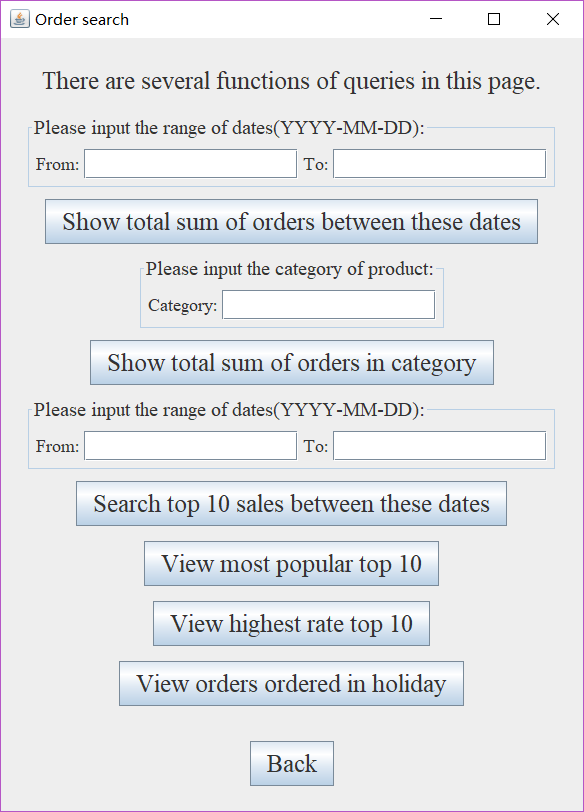 Order search
There are several functions of queries in this page.
Please input the range of dates(YYYY-MM-DD):
From: To:
Show total sum of orders between these dates
Please input the category of product:
Category:
Show total sum of orders in category
Please input the range of dates(YYYY-MM-DD):
From: To:
Search top 10 sales between these dates
View most popular top 10
View highest rate top 10
View orders ordered in holiday
Back